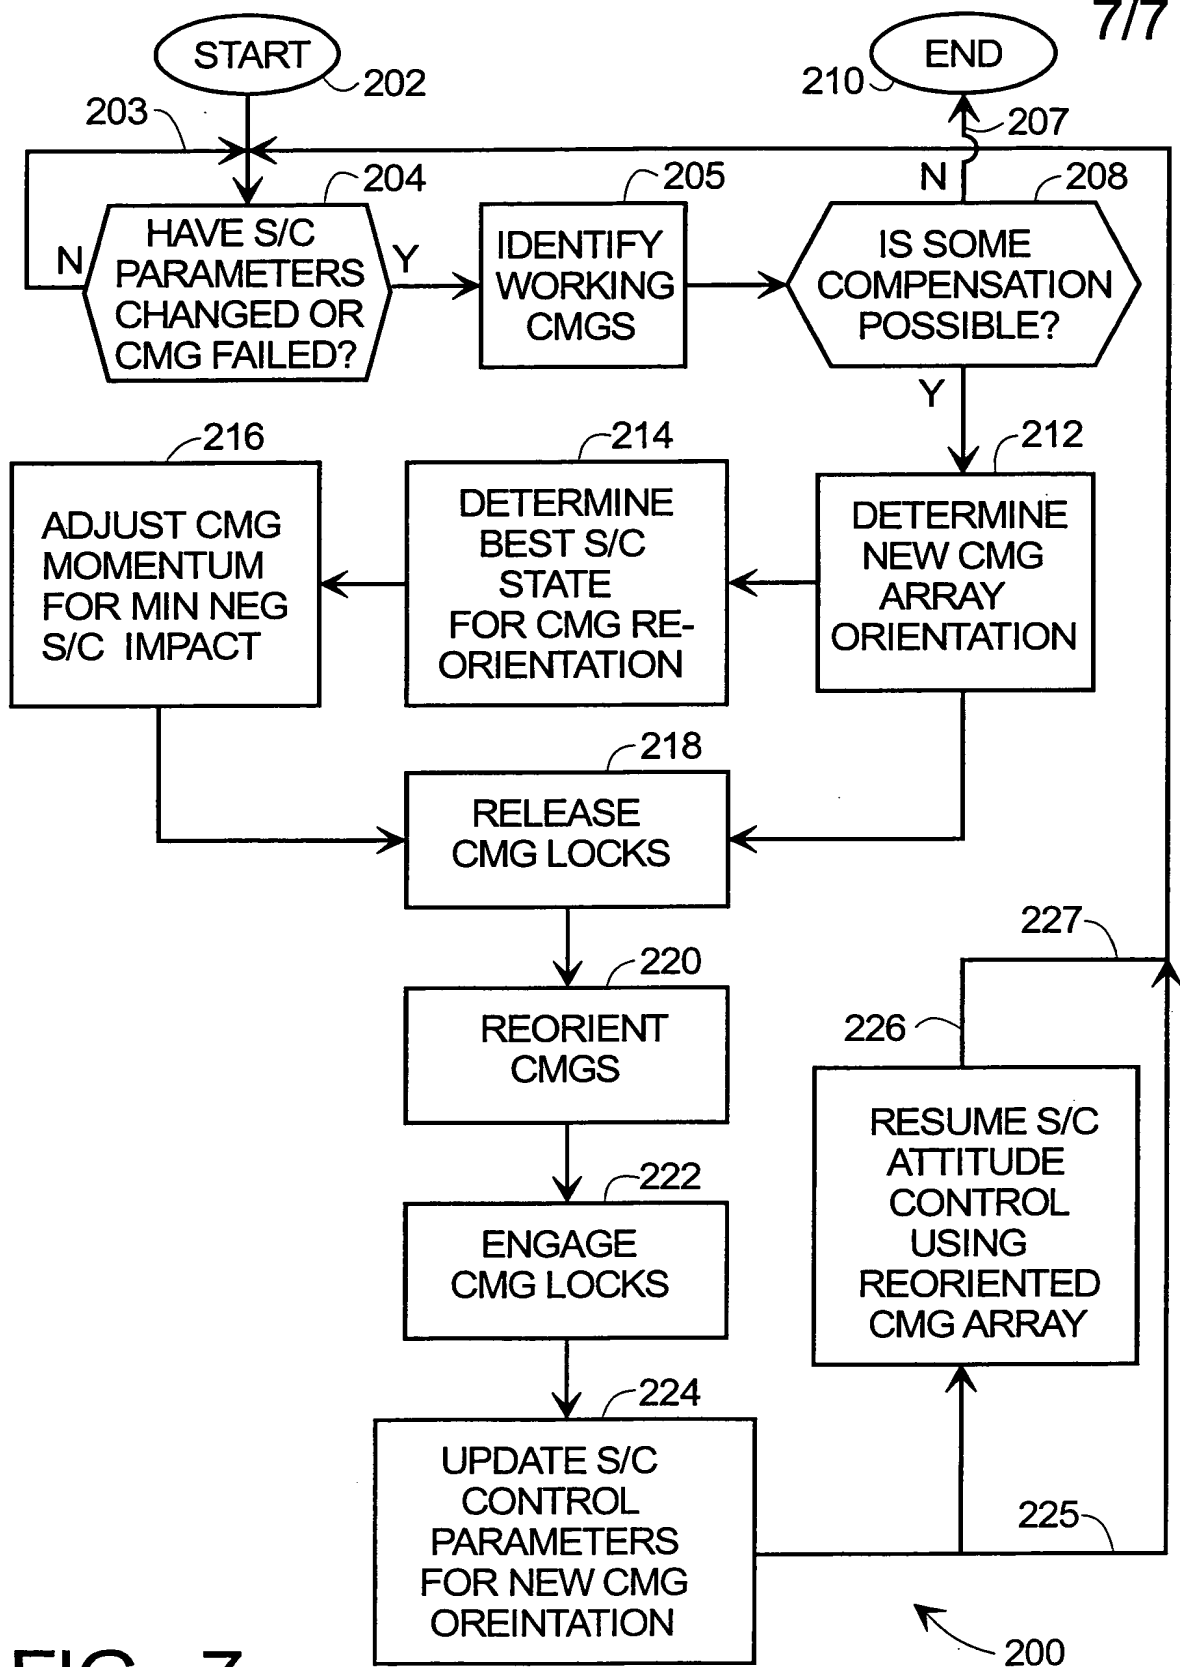 7/7
START
END
202
210
203
207
204
205
208
N
HAVE S/C
PARAMETERS
CHANGED OR
CMG FAILED?
N
Y
IDENTIFY
WORKING
CMGS
IS SOME
COMPENSATION
POSSIBLE?
Y
216
214
212
ADJUST CMG
MOMENTUM
FOR MIN NEG
S/C IMPACT
DETERMINE
BEST S/C
STATE
FOR CMG RE-
ORIENTATION
DETERMINE
NEW CMG
ARRAY
ORIENTATION
218
RELEASE
CMG LOCKS
227
220
REORIENT
CMGS
226
RESUME S/C
ATTITUDE
CONTROL
USING
REORIENTED
CMG ARRAY
222
ENGAGE
CMG LOCKS
224
UPDATE S/C
CONTROL
PARAMETERS
FOR NEW CMG
OREINTATION
225
200
FIG. 7